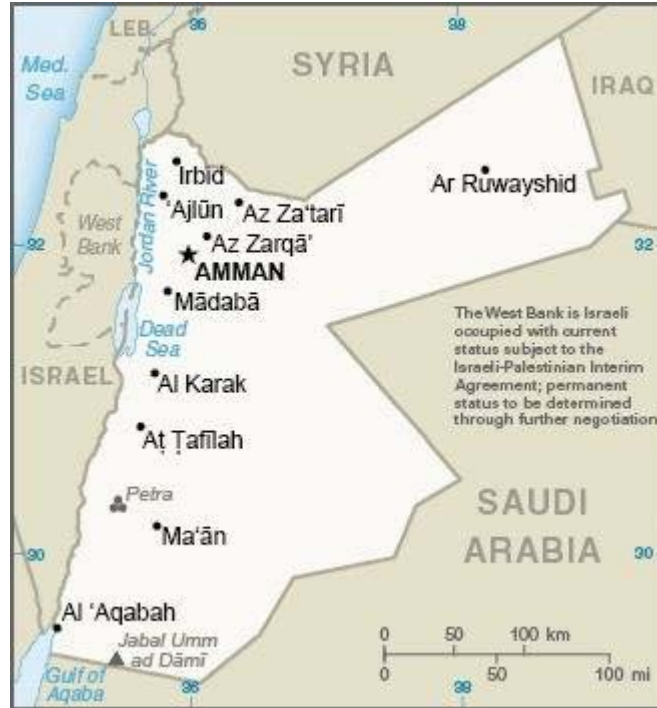 36
38
LEB.
SYRIA
Med.
Sea
IRAQ
Irbid
Ar Ruwayshid
Jordan River
‘Ajlūn
Az Za‘tarī
West
Bank
Az Zarqā’
32
32
AMMAN
Mādabā
The West Bank is Israeli
occupied with current
status subject to the
Israeli-Palestinian Interim
Agreement; permanent
status to be determined
through further negotiation
Dead
Sea
ISRAEL
Al Karak
Aţ Ţafīlah
Petra
SAUDI
ARABIA
Ma‘ān
30
30
Al ‘Aqabah
Jabal Umm
ad Dāmī
0 50 100 km
0 50 100 mi
Gulf of
Aqaba
36
38